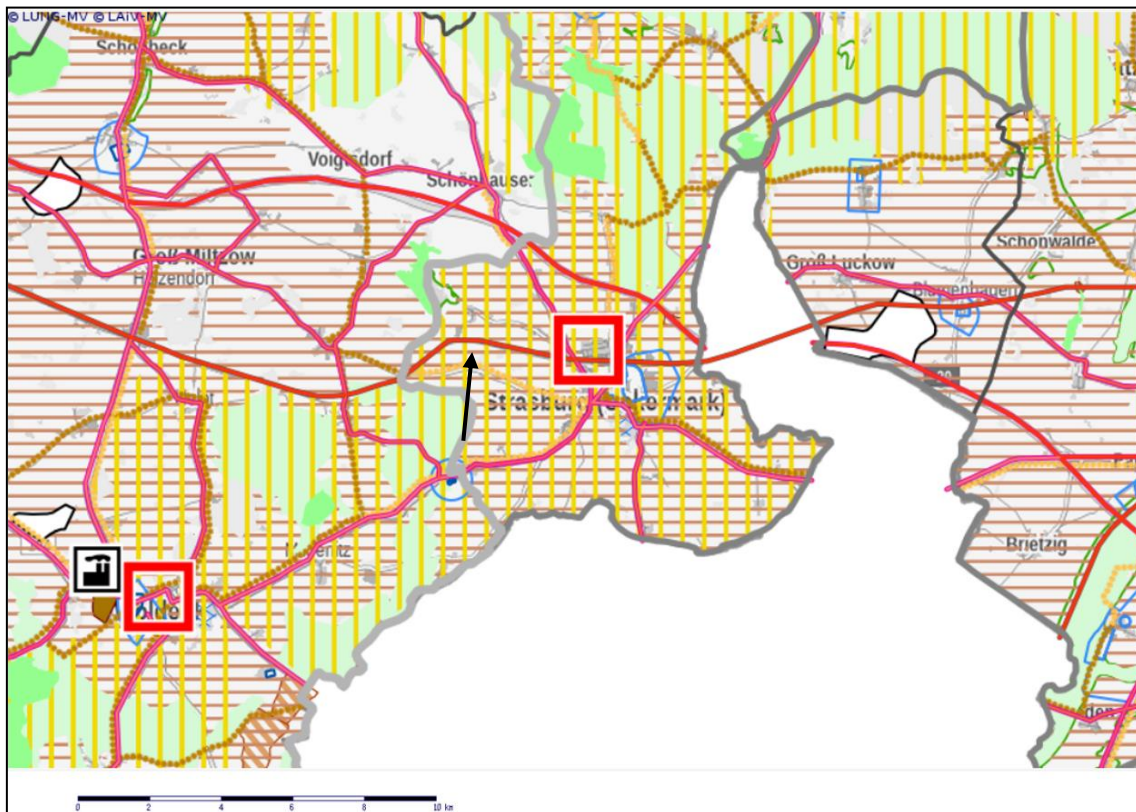 © LUNG-MV © LAiV-MV
Schönbeck
Voigtsdorf
Schönhausen
Groß Miltzow
Holzendorf
Schönwalde
Groß Luckow
Blumenhagen
Strasburg (Uckermark)
Brietzig
0 2 4 6 8 10 km